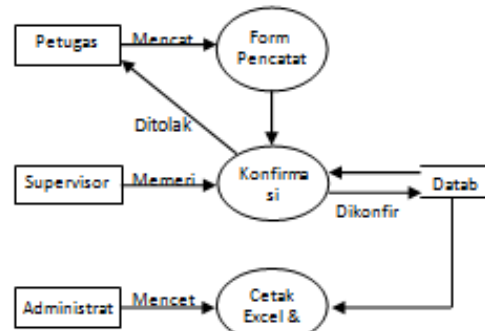 Petugas
Mencat
Form
Pencatat
Ditolak
Supervisor
Memeri
Konfirma
si
Datab
Dikonfir
Administrat
Mencet
Cetak
Excel &